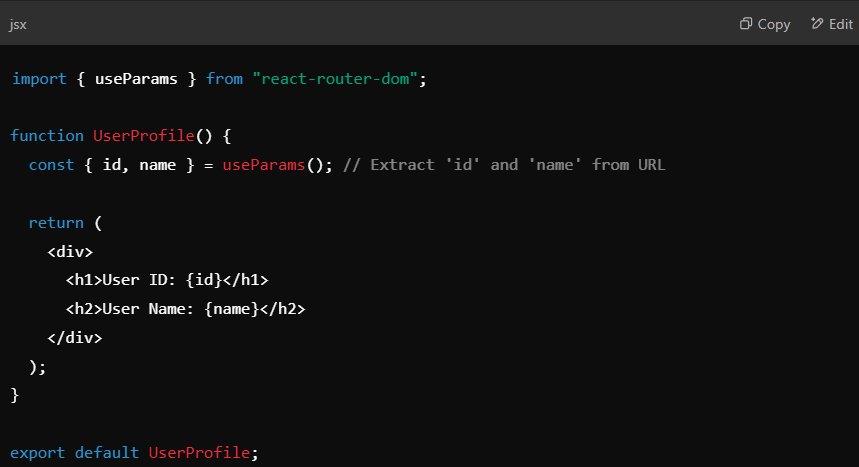 jsx
Copy
Edit
import { useParams } from "react-router-dom";
function UserProfile() {
  const { id, name } = useParams(); // Extract 'id' and 'name' from URL
  return (
    <div>
      <h1>User ID: {id}</h1>
      <h2>User Name: {name}</h2>
    </div>
  );
}
export default UserProfile;